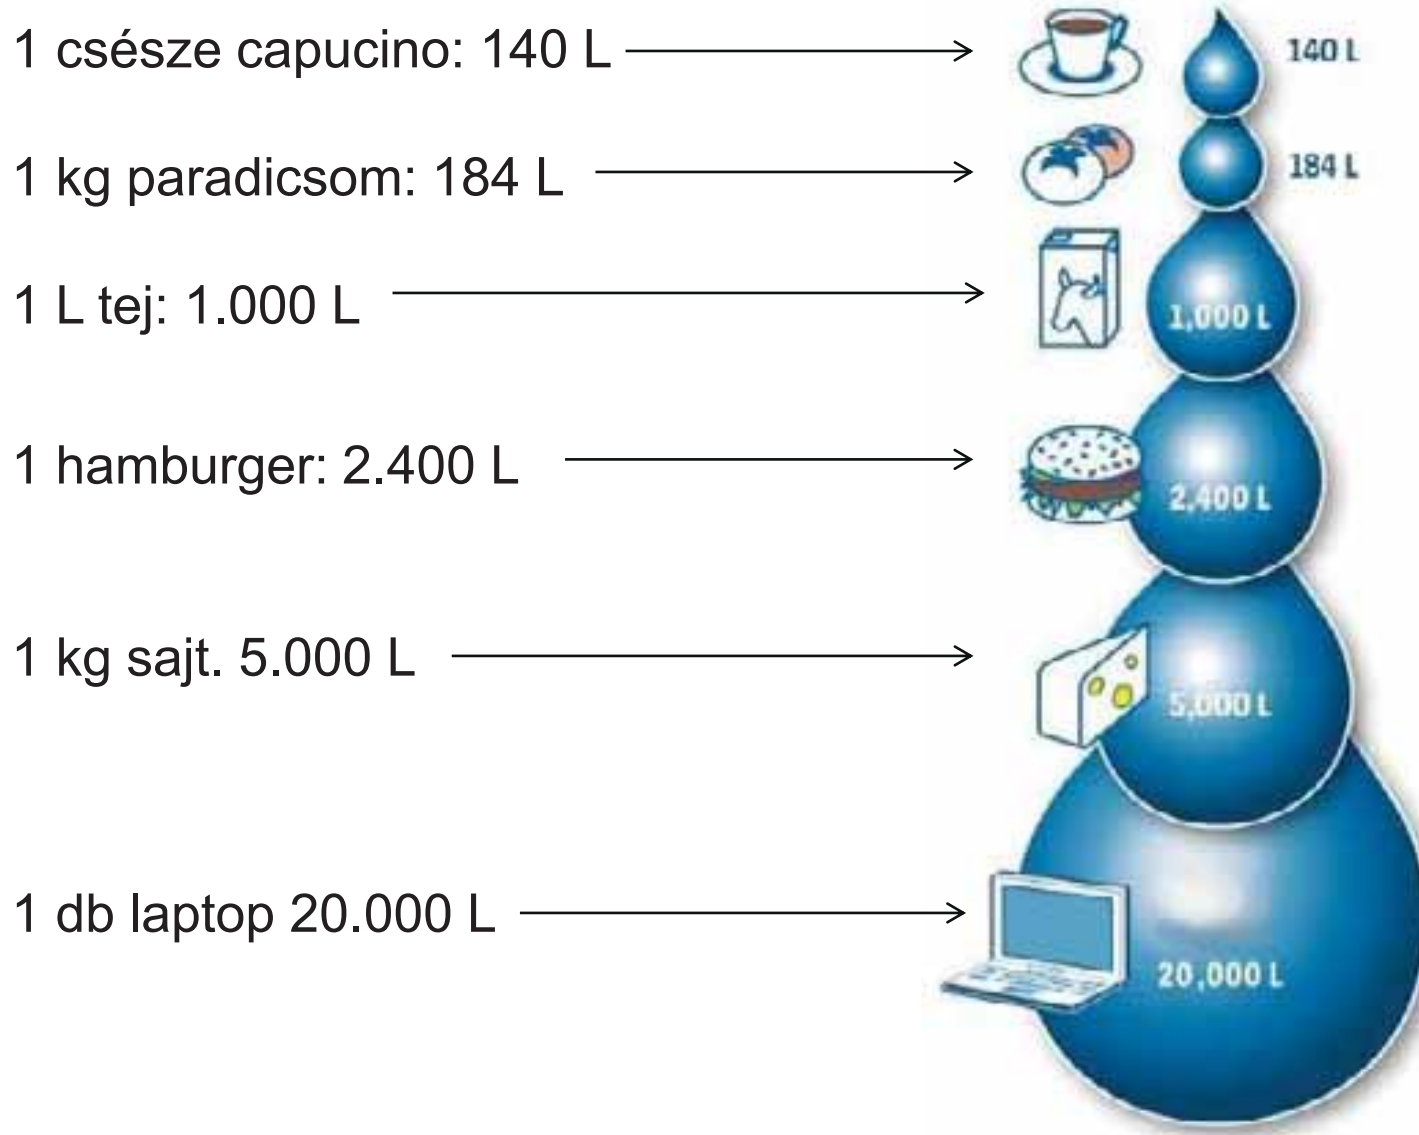 1 csésze capucino: 140 L
140 L
1 kg paradicsom: 184 L
184 L
1 L tej: 1.000 L
1,000 L
1 hamburger: 2.400 L
2,400 L
1 kg sajt. 5.000 L
5,000 L
1 db laptop 20.000 L
20,000 L